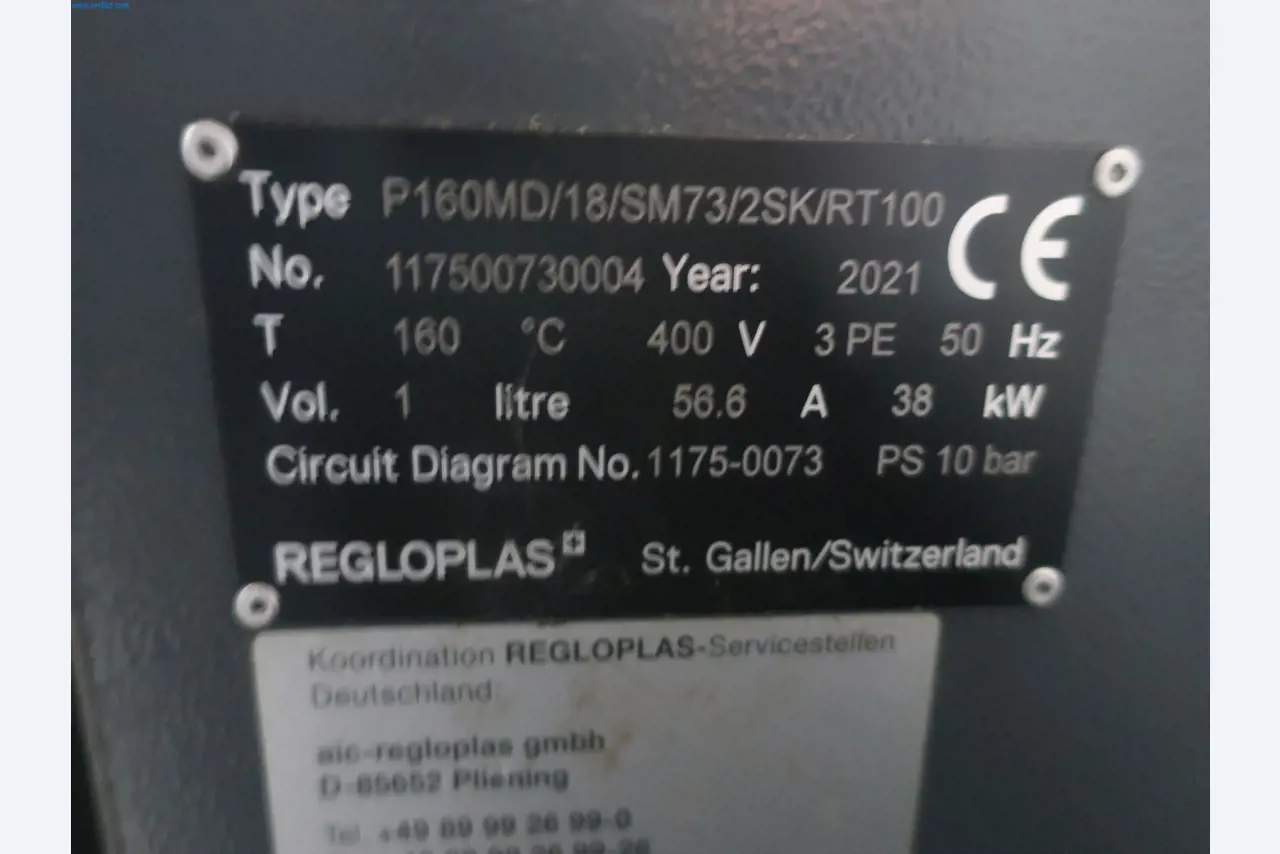 Type P160MD/18/SM73/2SK/RT100 CE
No. 117500730004 Year: 2021
T 160 °C 400 V 3 PE 50 Hz
Vol. 1 litre 56.6 A 38 kW
Circuit Diagram No. 1175-0073 PS 10 bar
REGLOPLAS St. Gallen/Switzerland
Koordination REGLOPLAS-Servicestellen
Deutschland:
aic-regloplas gmbh
D-85652 Pliening
Tel. +49 89 99 26 99-0